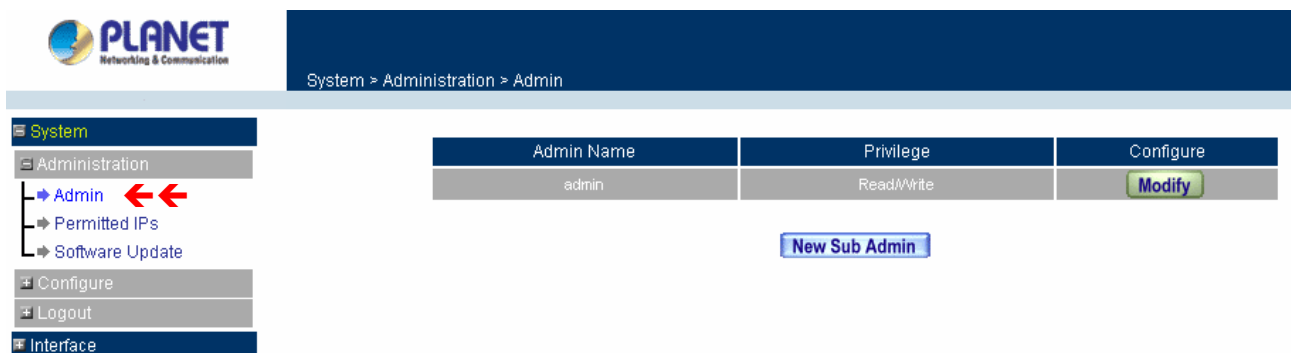 PLANET
Networking & Communication
System > Administration > Admin
System
Administration
Admin
Permitted IPs
Software Update
Configure
Logout
Interface
Admin Name Privilege Configure
admin Read/Write Modify
New Sub Admin